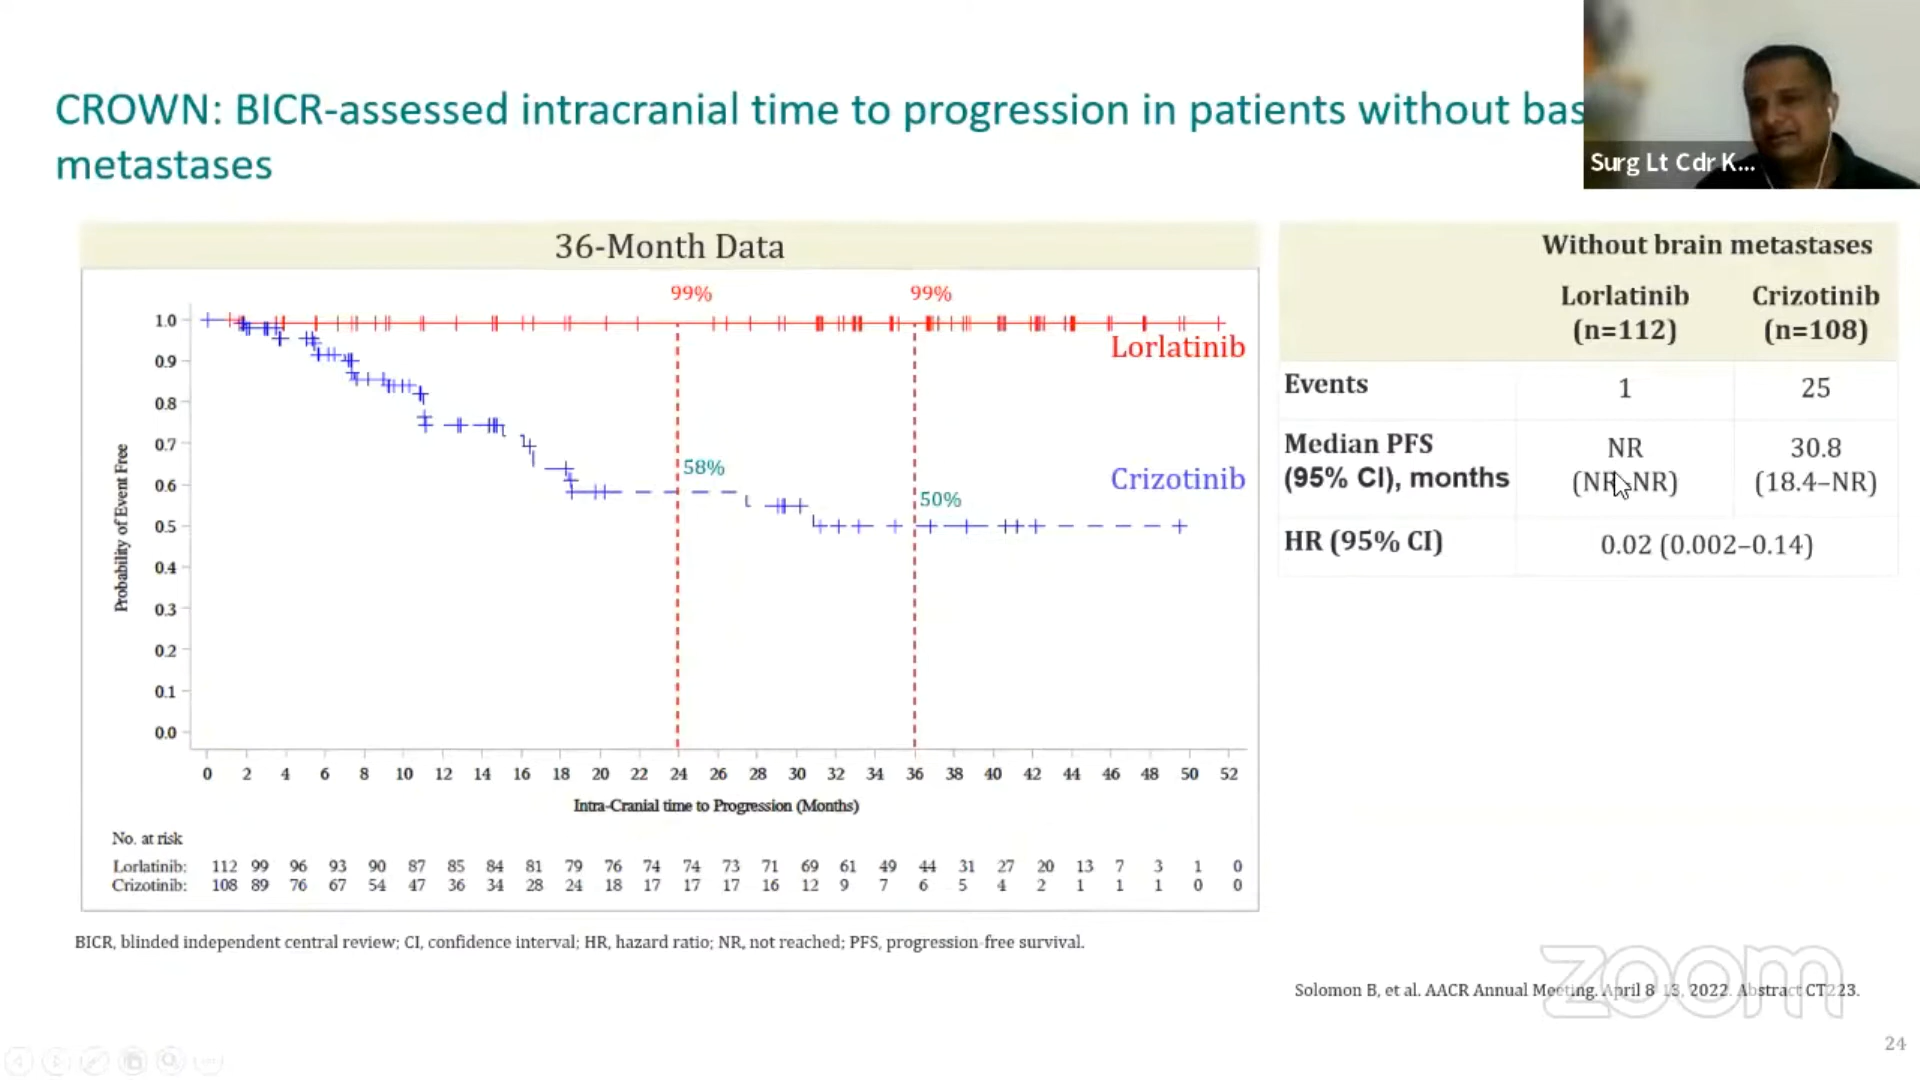 CROWN: BICR-assessed intracranial time to progression in patients without bas
metastases
Surg Lt Cdr K...
36-Month Data
99% 99%
Lorlatinib
58%
Crizotinib
50%
Probability of Event Free
1.0
0.9
0.8
0.7
0.6
0.5
0.4
0.3
0.2
0.1
0.0
0 2 4 6 8 10 12 14 16 18 20 22 24 26 28 30 32 34 36 38 40 42 44 46 48 50 52
Intra-Cranial time to Progression (Months)
No. at risk
Lorlatinib: 112 99 96 93 90 87 85 84 81 79 76 74 74 73 71 69 61 49 44 31 27 20 13 7 3 1 0
Crizotinib: 108 89 76 67 54 47 36 34 28 24 18 17 17 17 16 12 9 7 6 5 4 2 1 1 1 0 0
Without brain metastases
Lorlatinib Crizotinib
(n=112) (n=108)
Events 1 25
Median PFS NR 30.8
(95% CI), months (NR–NR) (18.4–NR)
HR (95% CI) 0.02 (0.002–0.14)
BICR, blinded independent central review; CI, confidence interval; HR, hazard ratio; NR, not reached; PFS, progression-free survival.
Solomon B, et al. AACR Annual Meeting. April 8-13, 2022. Abstract CT223.
zoom
24